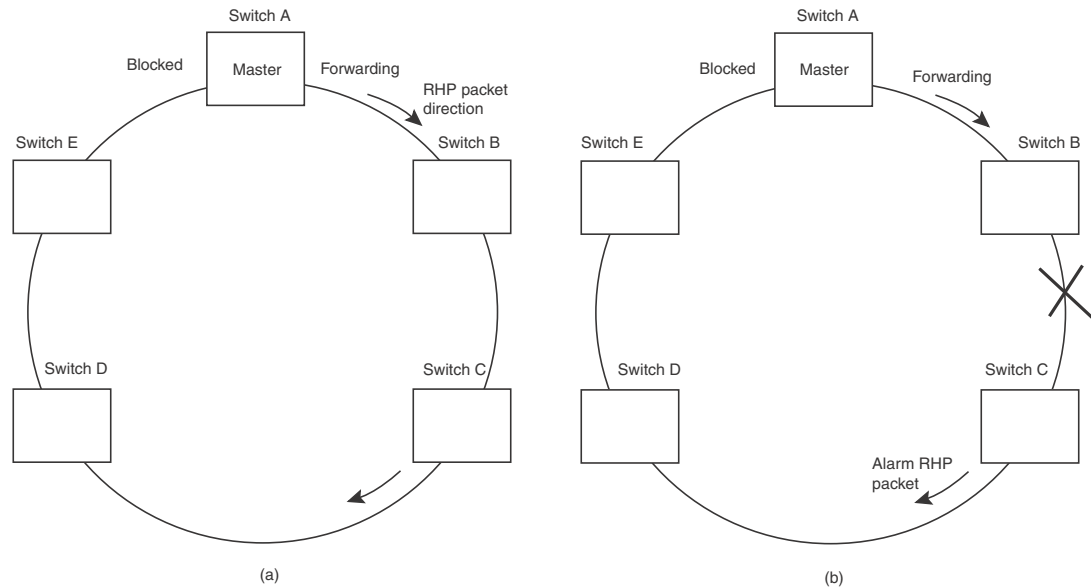 Switch A
Blocked
Master
Forwarding
RHP packet
direction
Switch E
Switch B
Switch D
Switch C
(a)
Switch A
Blocked
Master
Forwarding
Switch E
Switch B
Switch D
Switch C
Alarm RHP
packet
(b)